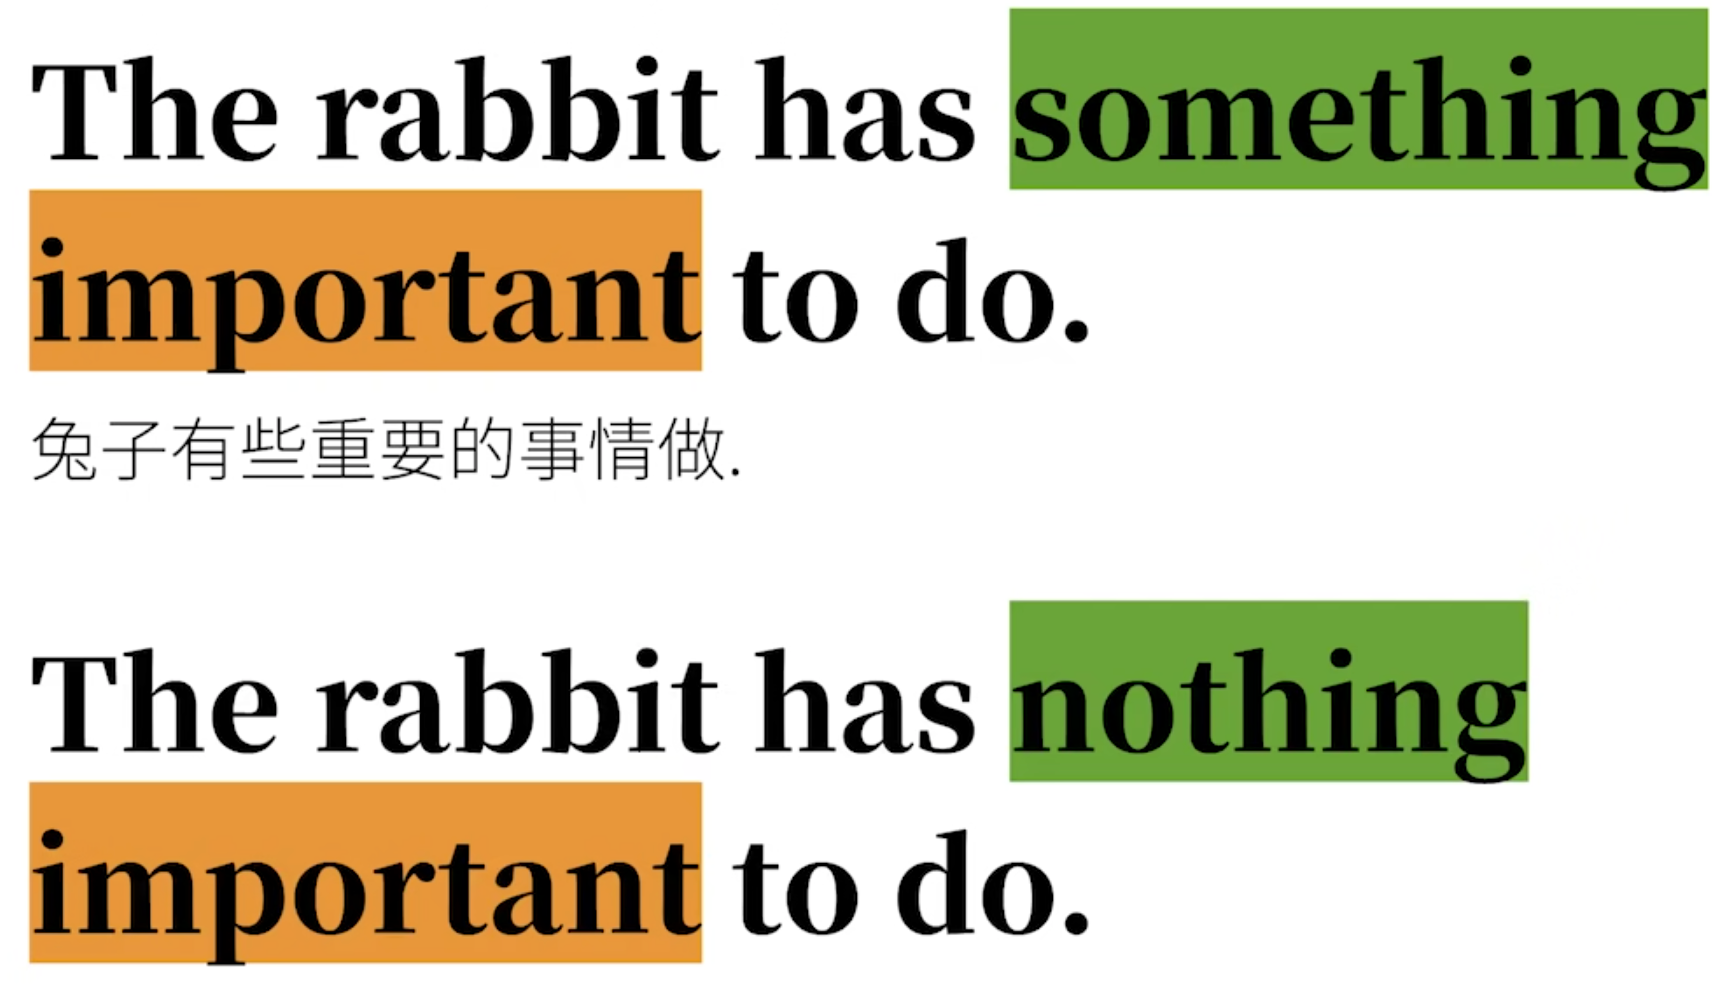 The rabbit has something
important to do.
兔子有些重要的事情做.
The rabbit has nothing
important to do.